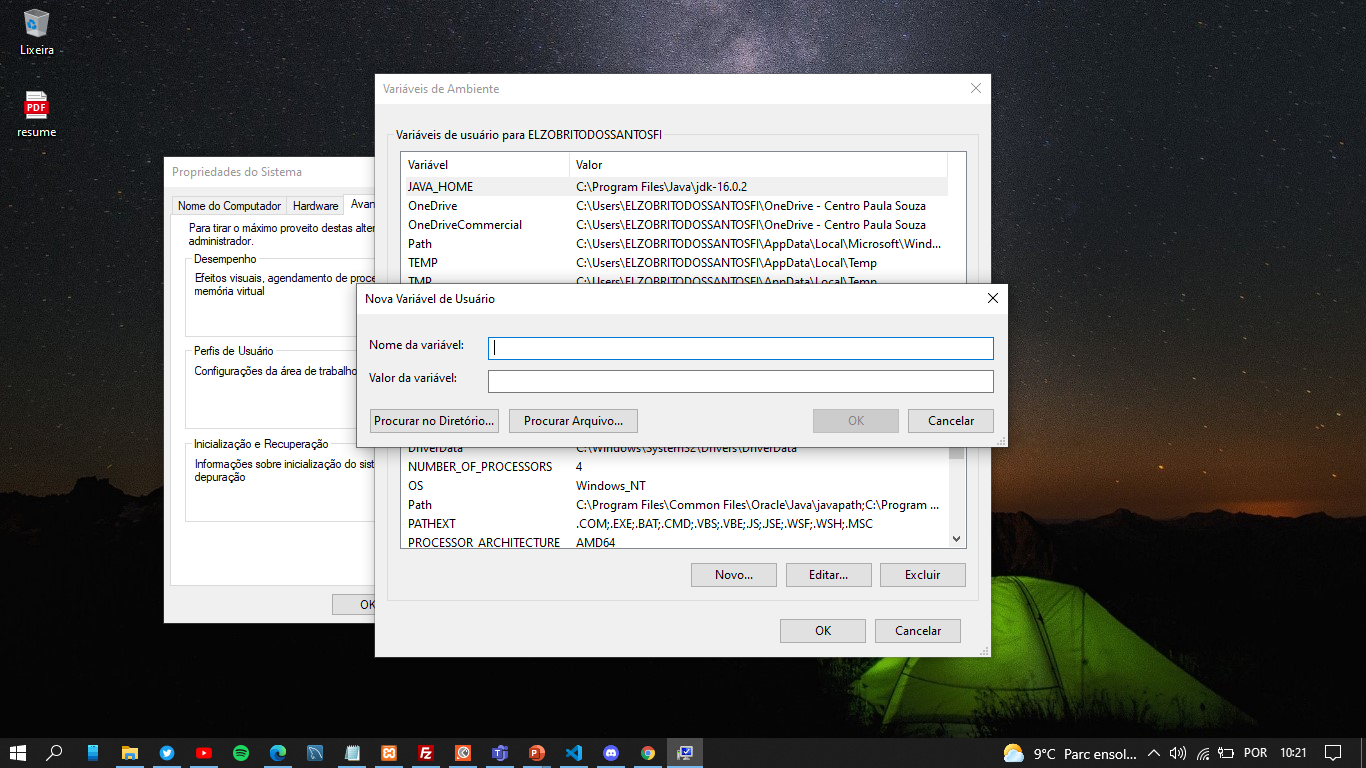 Lixeira
PDF
resume
Variáveis de Ambiente
Variáveis de usuário para ELZOBRITODOSSANTOSFI
Variável Valor
JAVA_HOME C:\Program Files\Java\jdk-16.0.2
OneDrive C:\Users\ELZOBRITODOSSANTOSFI\OneDrive - Centro Paula Souza
OneDriveCommercial C:\Users\ELZOBRITODOSSANTOSFI\OneDrive - Centro Paula Souza
Path C:\Users\ELZOBRITODOSSANTOSFI\AppData\Local\Microsoft\Wind...
TEMP C:\Users\ELZOBRITODOSSANTOSFI\AppData\Local\Temp
TMP C:\Users\ELZOBRITODOSSANTOSFI\AppData\Local\Temp
Propriedades do Sistema
Nome do Computador Hardware Avan
Para tirar o máximo proveito destas alter
administrador.
Desempenho
Efeitos visuais, agendamento de proce
memória virtual
Perfis de Usuário
Configurações da área de trabalho
Inicialização e Recuperação
Informações sobre inicialização do sist
depuração
OK
Nova Variável de Usuário
Nome da variável:
Valor da variável:
Procurar no Diretório... Procurar Arquivo... OK Cancelar
DriverData C:\Windows\System32\Drivers\DriverData
NUMBER_OF_PROCESSORS 4
OS Windows_NT
Path C:\Program Files\Common Files\Oracle\Java\javapath;C:\Program ...
PATHEXT .COM;.EXE;.BAT;.CMD;.VBS;.VBE;.JS;.JSE;.WSF;.WSH;.MSC
PROCESSOR_ARCHITECTURE AMD64
Novo... Editar... Excluir
OK Cancelar
9°C Parc ensol... POR 10:21